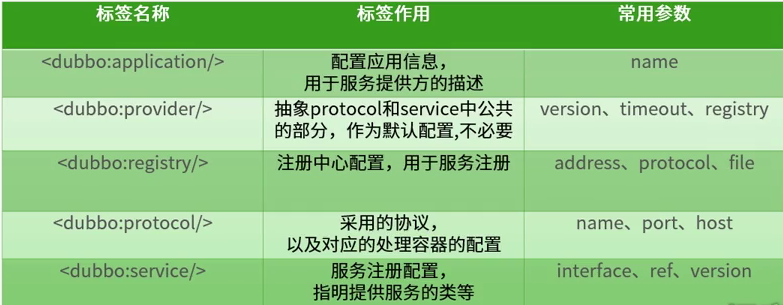 标签名称 标签作用 常用参数
<dubbo:application/> 配置应用信息， name
用于服务提供方的描述
<dubbo:provider/> 抽象protocol和service中公共 version、timeout、registry
的部分，作为默认配置,不必要
<dubbo:registry/> 注册中心配置，用于服务注册 address、protocol、file
<dubbo:protocol/> 采用的协议， name、port、host
以及对应的处理容器的配置
<dubbo:service/> 服务注册配置， interface、ref、version
指明提供服务的类等